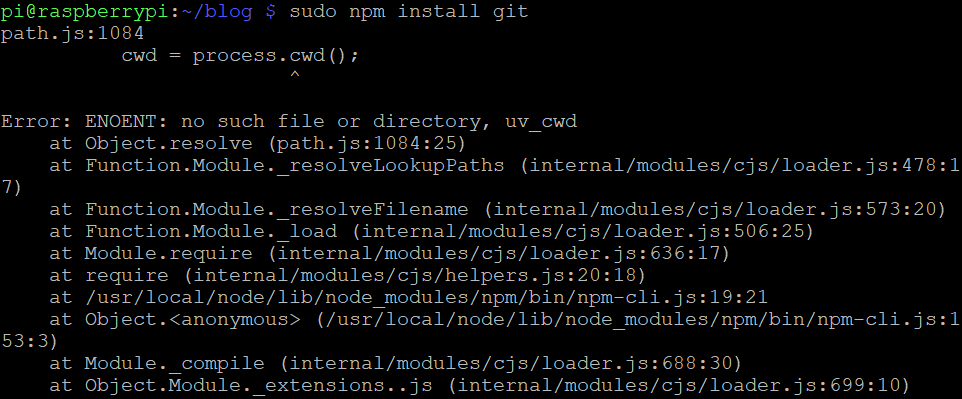 pi@raspberrypi:~/blog $ sudo npm install git
path.js:1084
cwd = process.cwd();
^
Error: ENOENT: no such file or directory, uv_cwd
at Object.resolve (path.js:1084:25)
at Function.Module._resolveLookupPaths (internal/modules/cjs/loader.js:478:1
7)
at Function.Module._resolveFilename (internal/modules/cjs/loader.js:573:20)
at Function.Module._load (internal/modules/cjs/loader.js:506:25)
at Module.require (internal/modules/cjs/loader.js:636:17)
at require (internal/modules/cjs/helpers.js:20:18)
at /usr/local/node/lib/node_modules/npm/bin/npm-cli.js:19:21
at Object.<anonymous> (/usr/local/node/lib/node_modules/npm/bin/npm-cli.js:1
53:3)
at Module._compile (internal/modules/cjs/loader.js:688:30)
at Object.Module._extensions..js (internal/modules/cjs/loader.js:699:10)